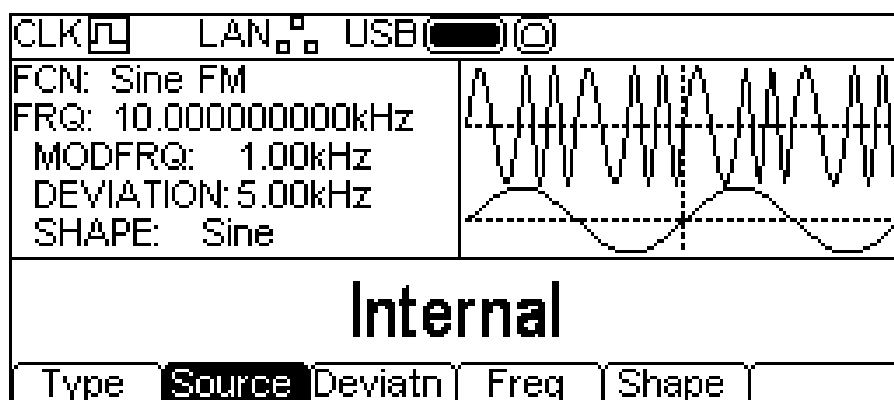 CLK LAN USB
FCN: Sine FM
FRQ: 10.000000000kHz
MODFRQ: 1.00kHz
DEVIATION: 5.00kHz
SHAPE: Sine
Internal
Type Source Deviatn Freq Shape